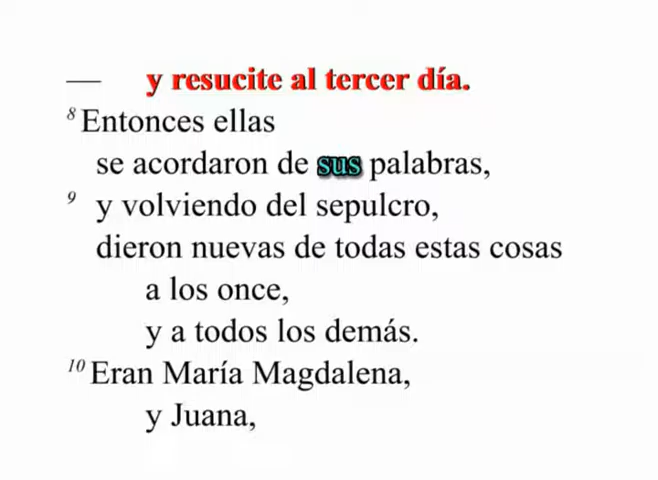 — y resucite al tercer día.
8 Entonces ellas
se acordaron de sus palabras,
9 y volviendo del sepulcro,
dieron nuevas de todas estas cosas
a los once,
y a todos los demás.
10 Eran María Magdalena,
y Juana,